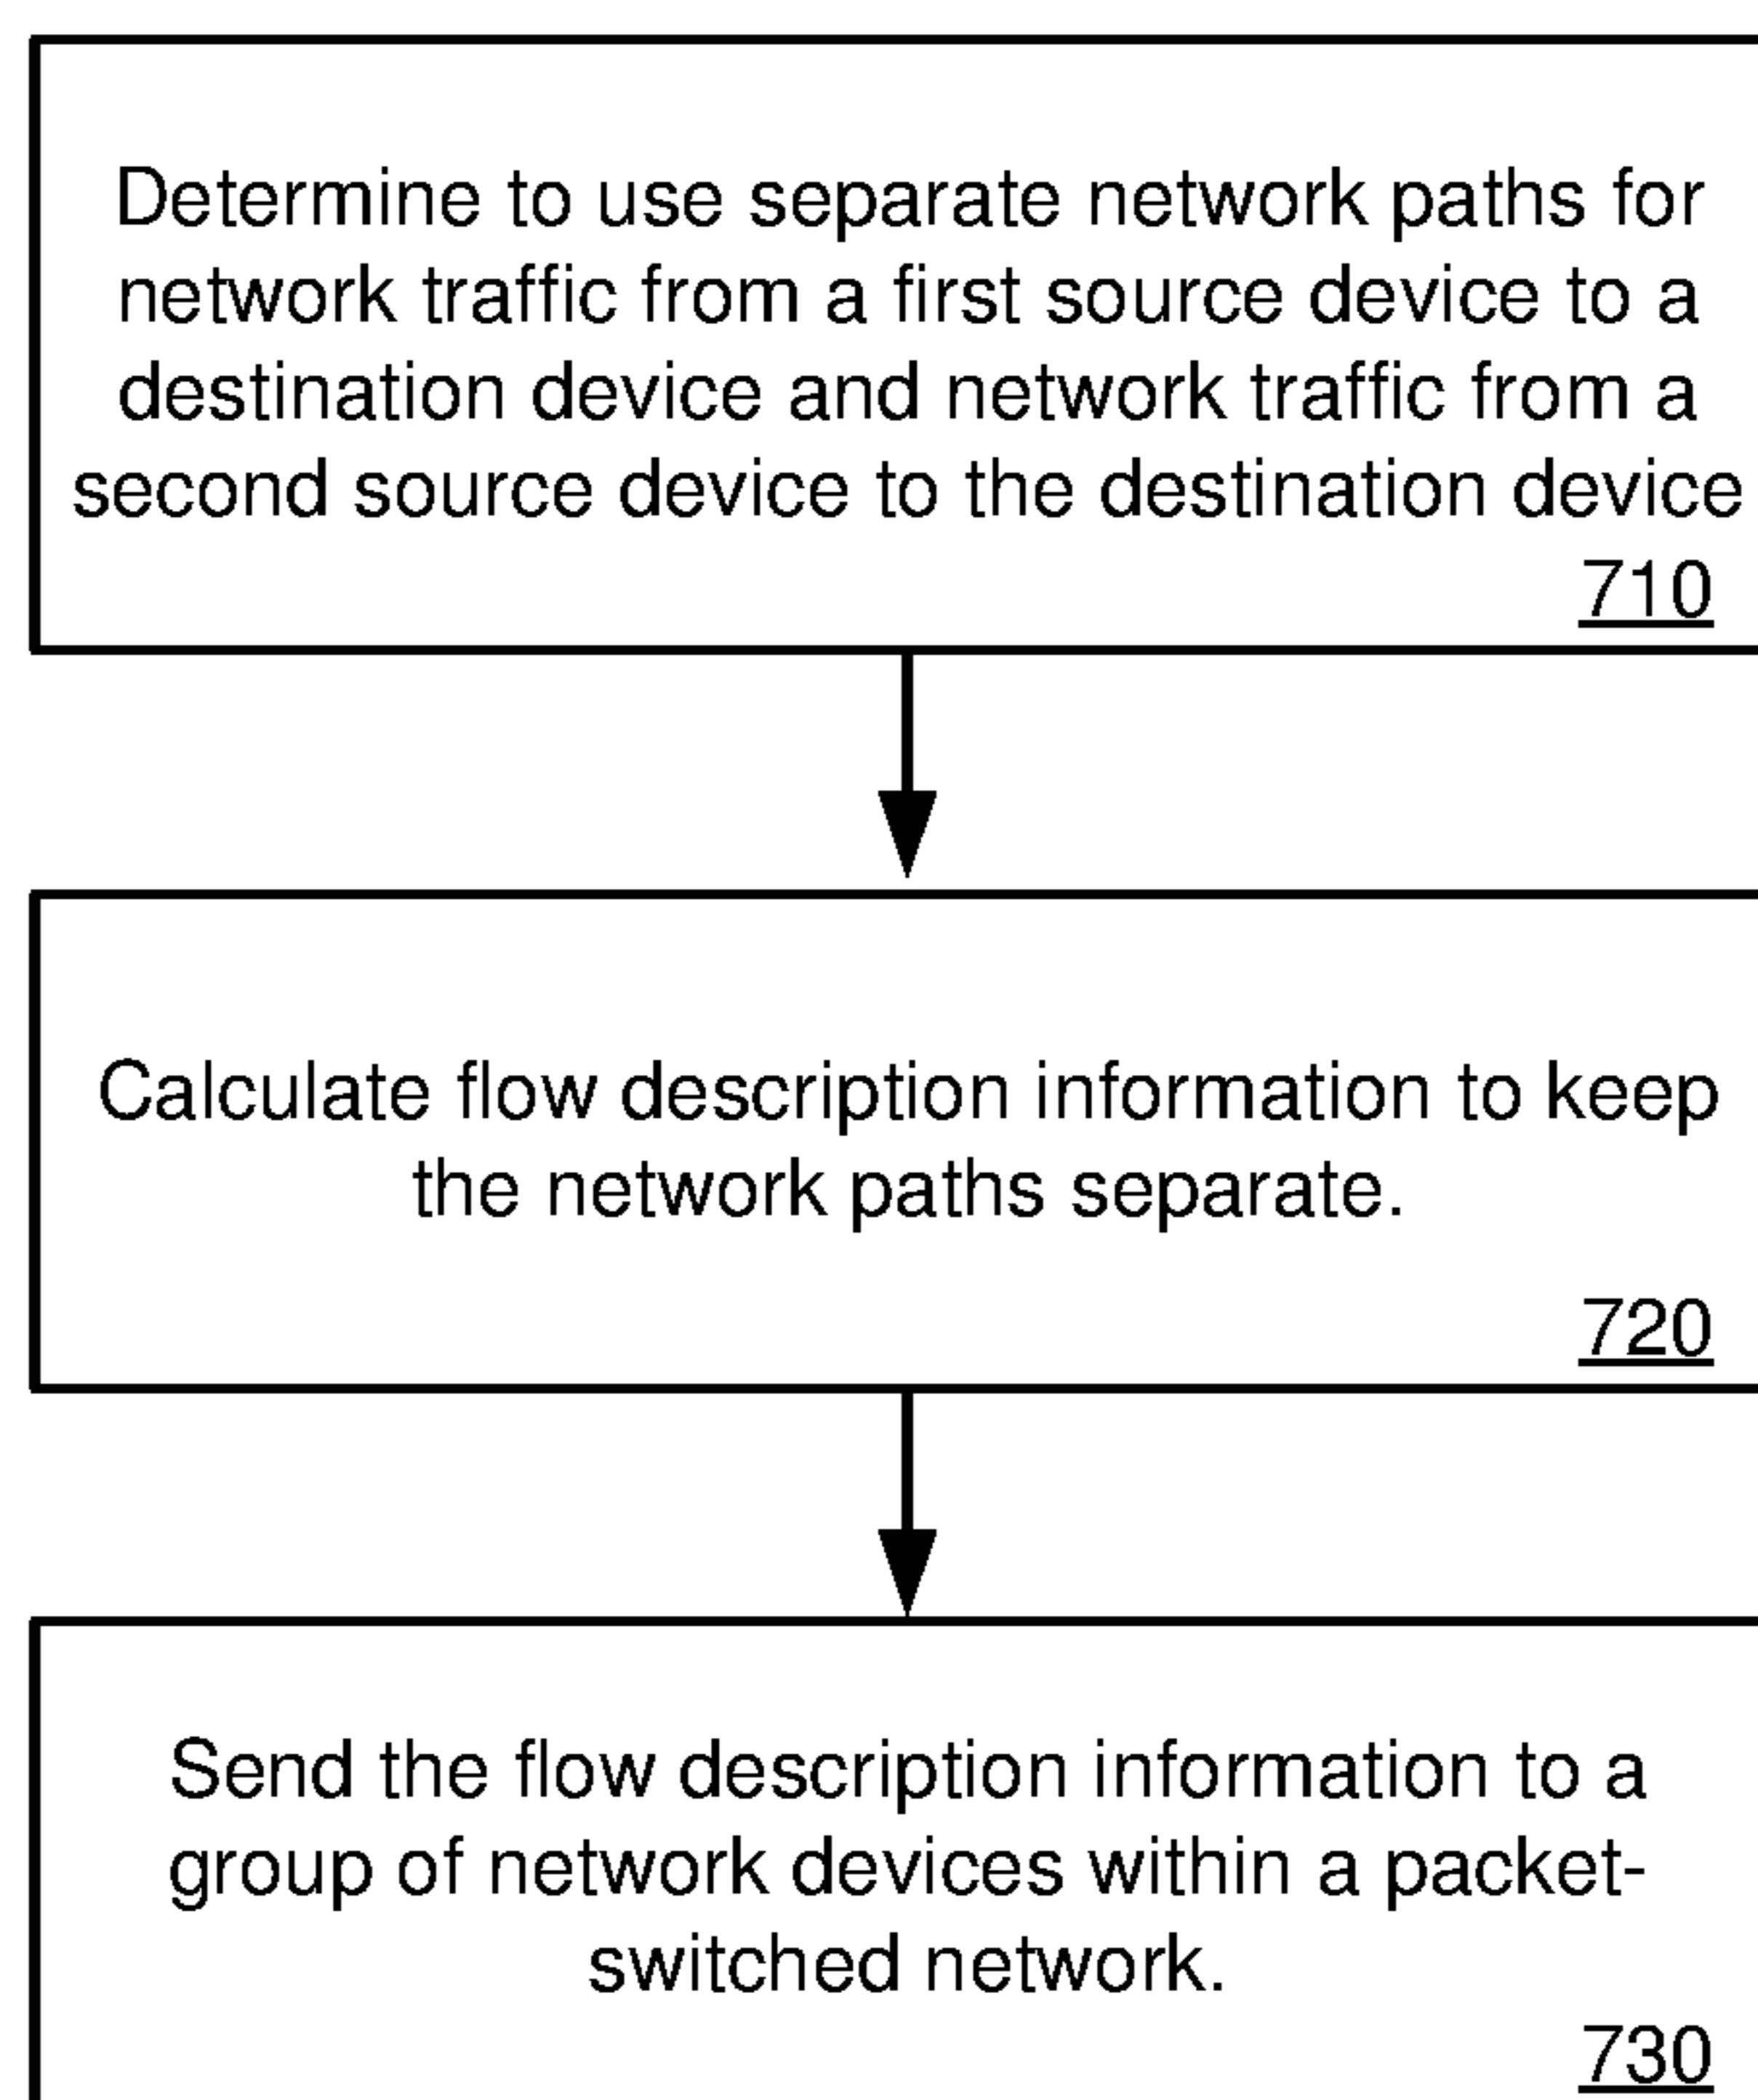 Determine to use separate network paths for
network traffic from a first source device to a
destination device and network traffic from a
second source device to the destination device
710
Calculate flow description information to keep
the network paths separate.
720
Send the flow description information to a
group of network devices within a packet-
switched network.
730